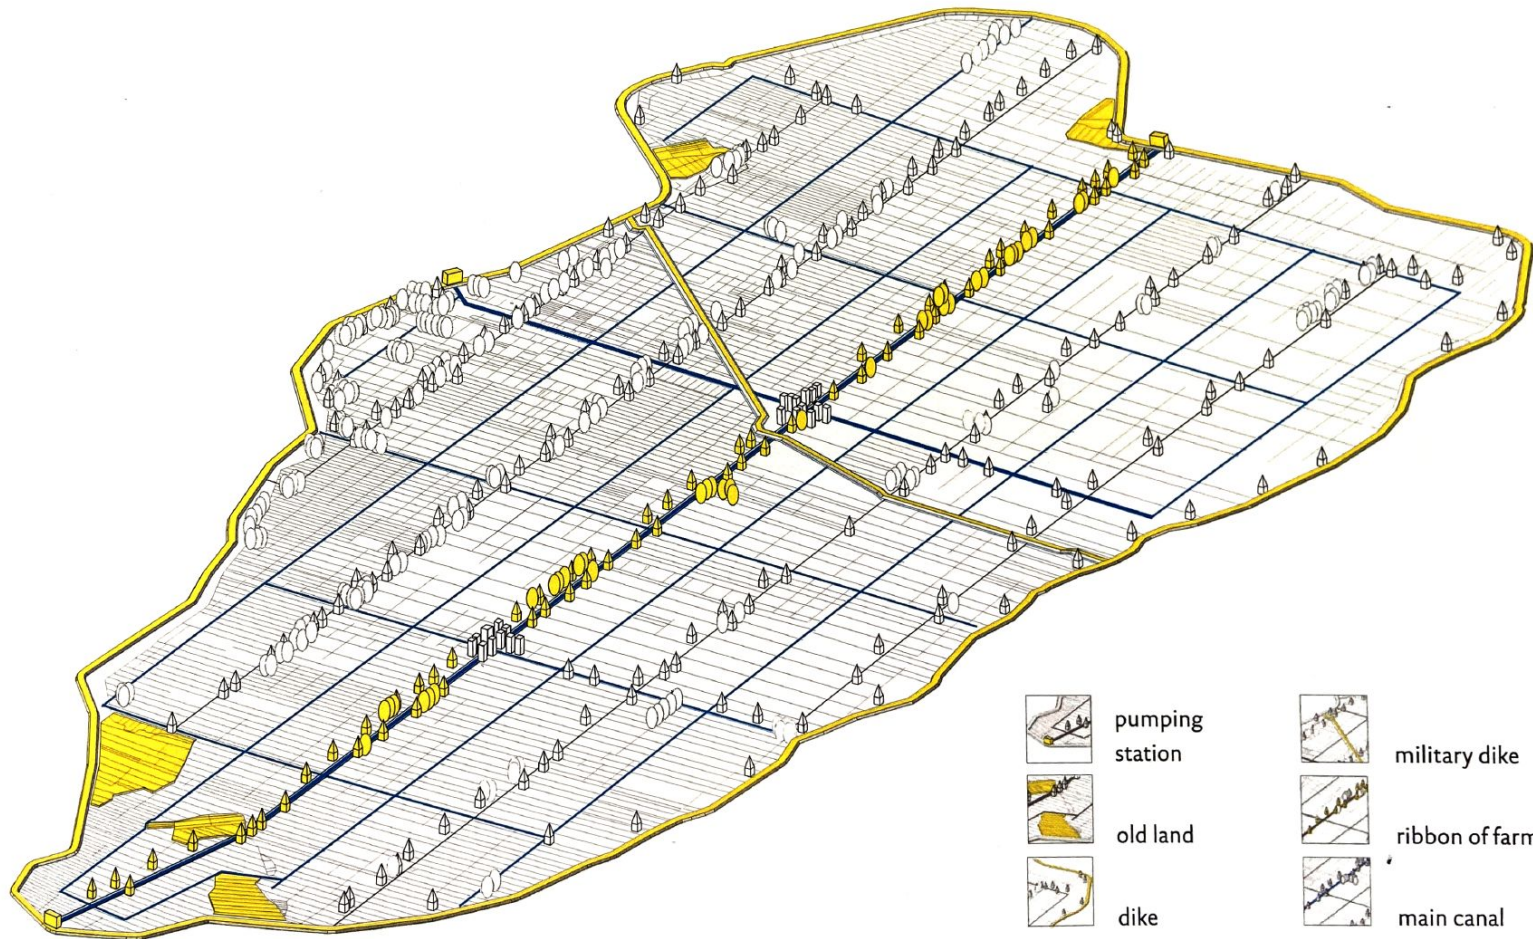 pumping
station
old land
dike
military dike
ribbon of farm
main canal